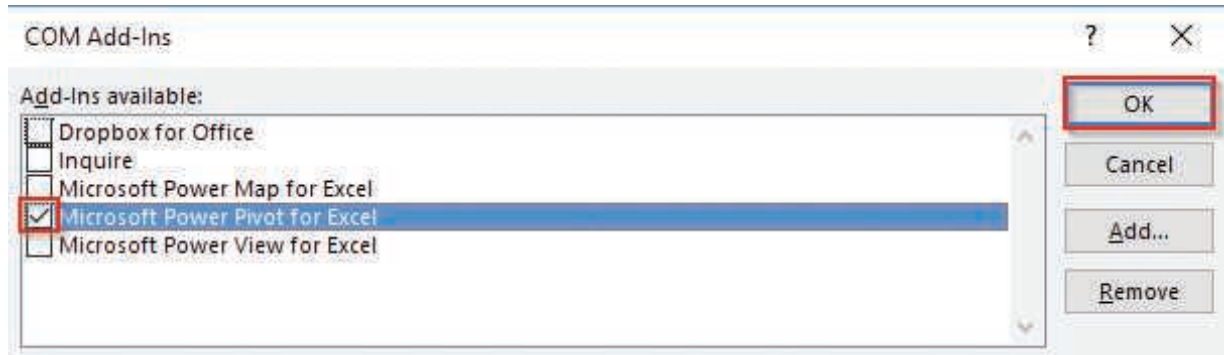 COM Add-Ins ?
Add-Ins available:
Dropbox for Office
Inquire
Microsoft Power Map for Excel
Microsoft Power Pivot for Excel
Microsoft Power View for Excel
OK
Cancel
Add...
Remove